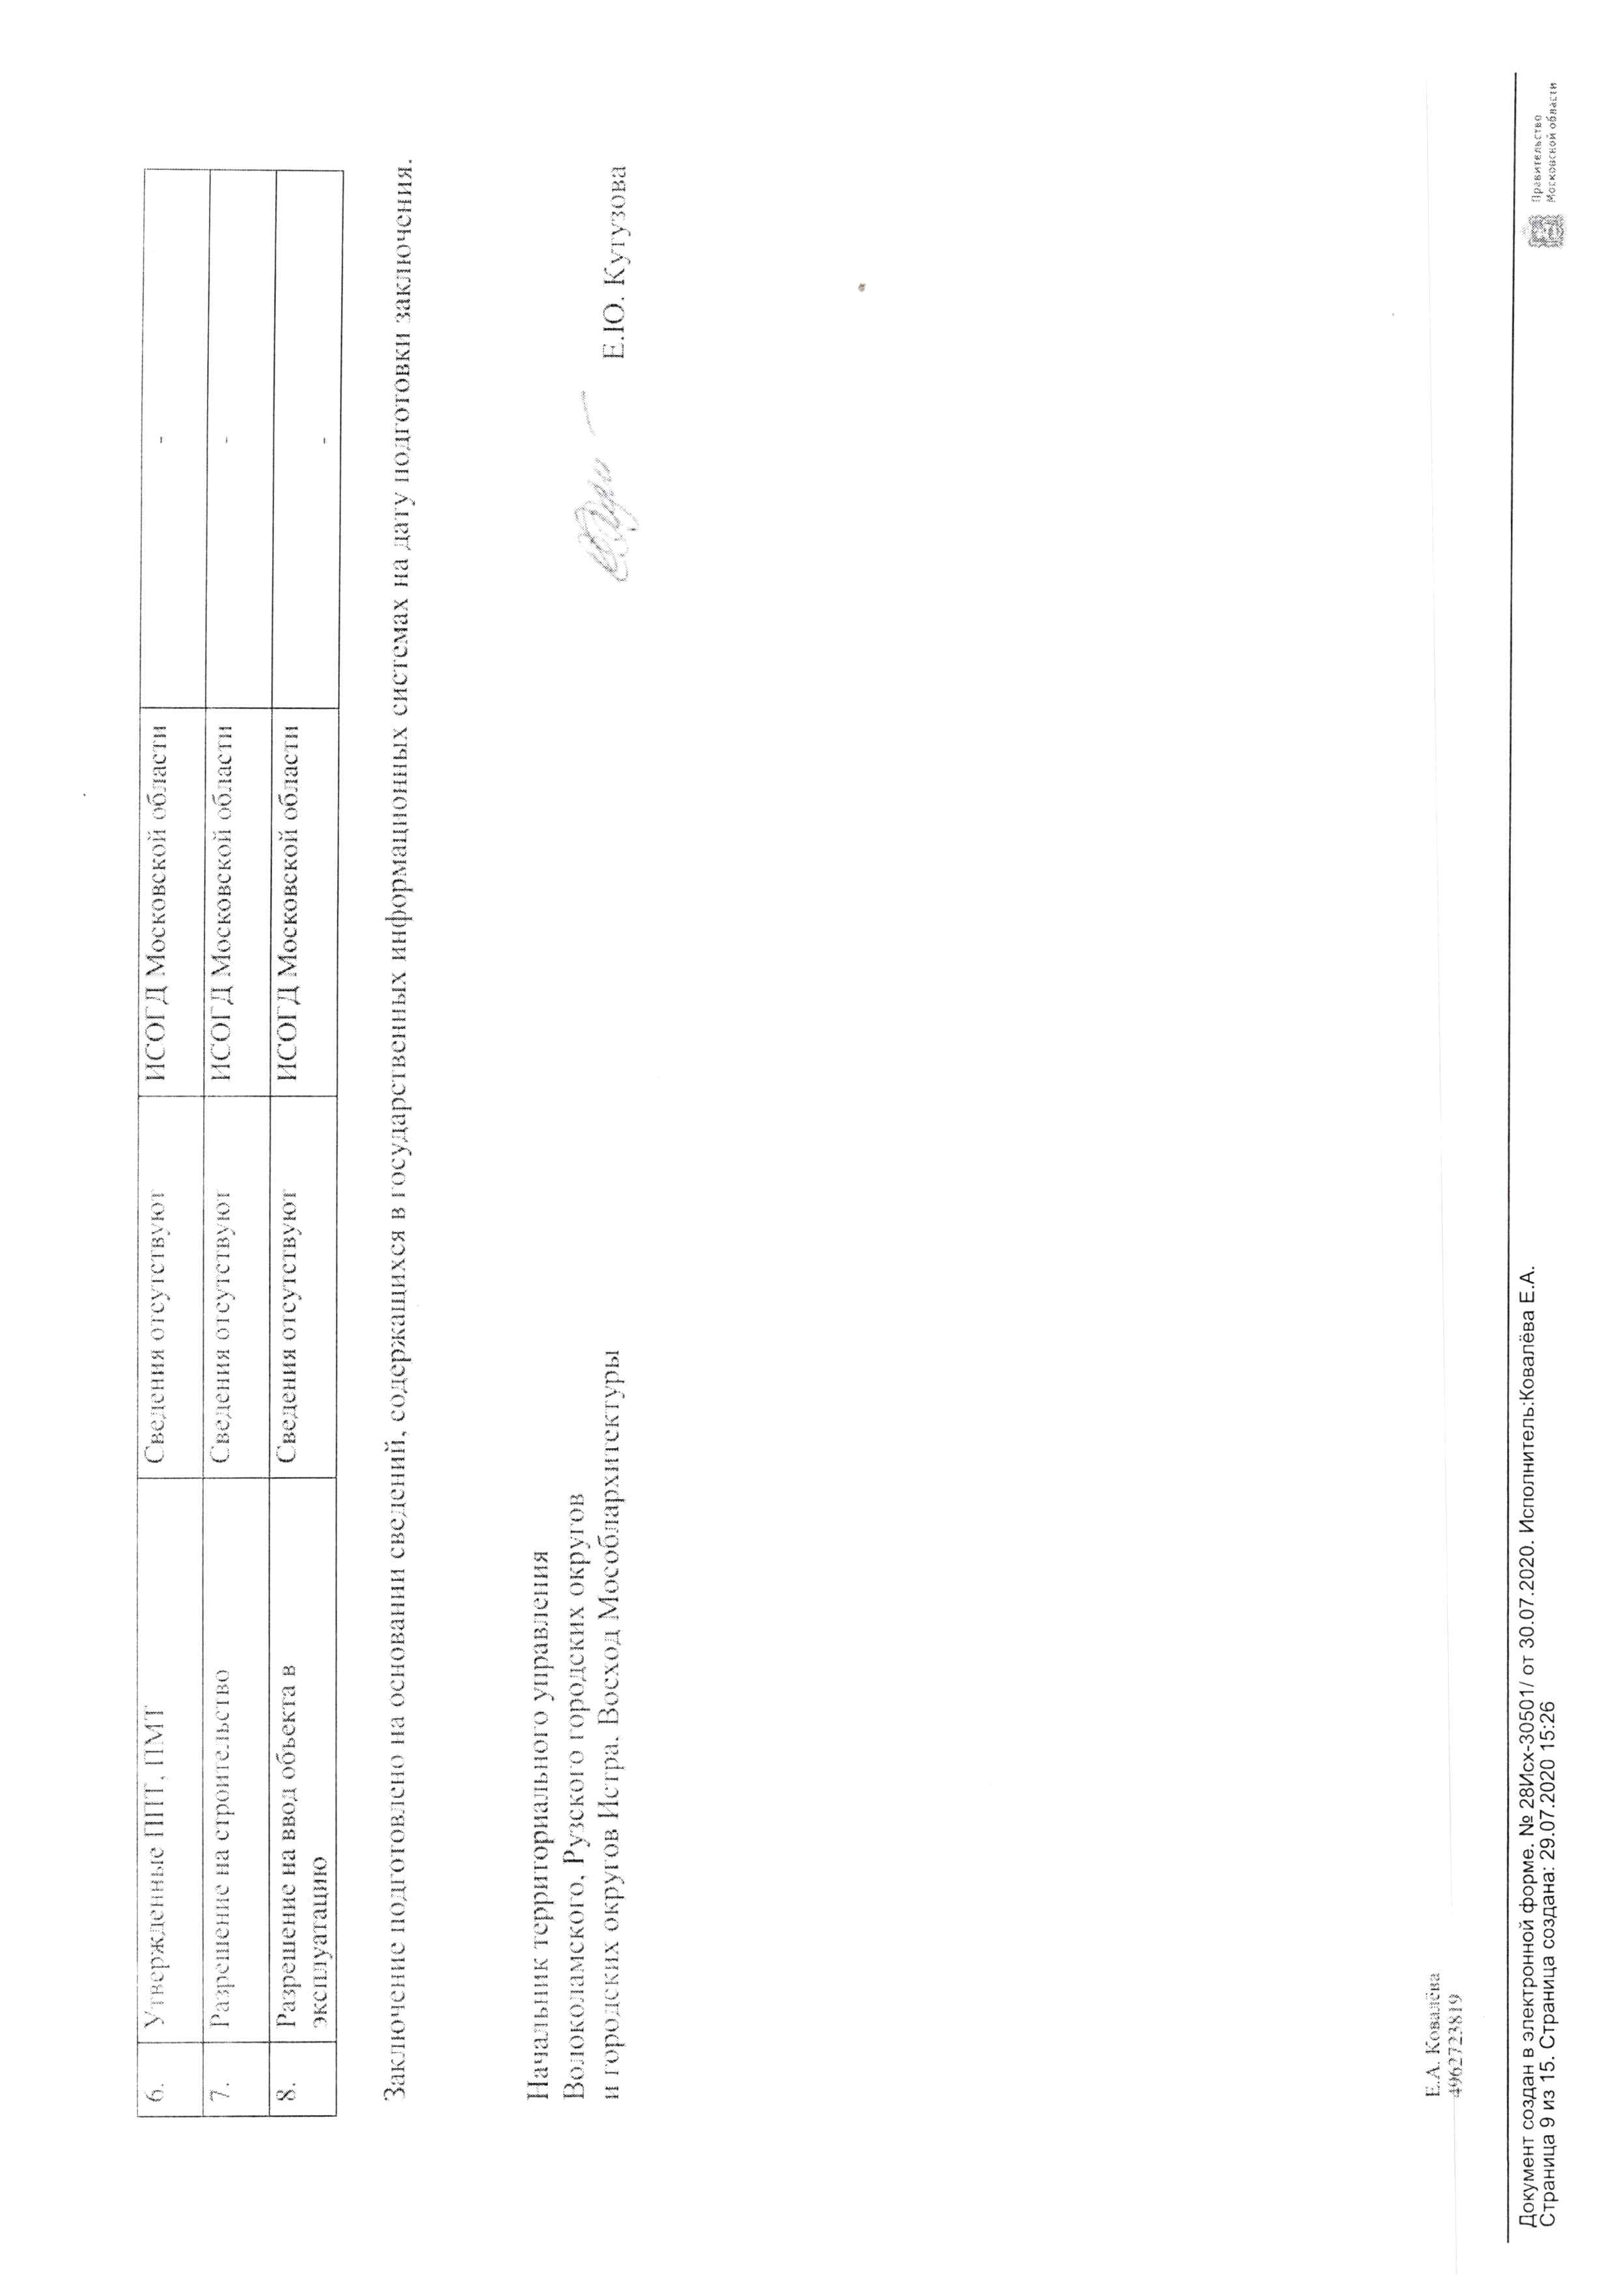 6. Утвержденные ППТ, ПМТ Сведения отсутствуют ИСОГД Московской области -
7. Разрешение на строительство Сведения отсутствуют ИСОГД Московской области -
8. Разрешение на ввод объекта в Сведения отсутствуют ИСОГД Московской области
эксплуатацию -
Заключение подготовлено на основании сведений, содержащихся в государственных информационных системах на дату подготовки заключения.
Начальник территориального управления
Волоколамского, Рузского городских округов
и городских округов Истра, Восход Мособлархитектуры Е.Ю. Кутузова
Е.А. Ковалёва
4962723819
Документ создан в электронной форме. № 28Исх-30501/ от 30.07.2020. Исполнитель:Ковалёва Е.А.
Страница 9 из 15. Страница создана: 29.07.2020 15:26
Правительство
Московской области